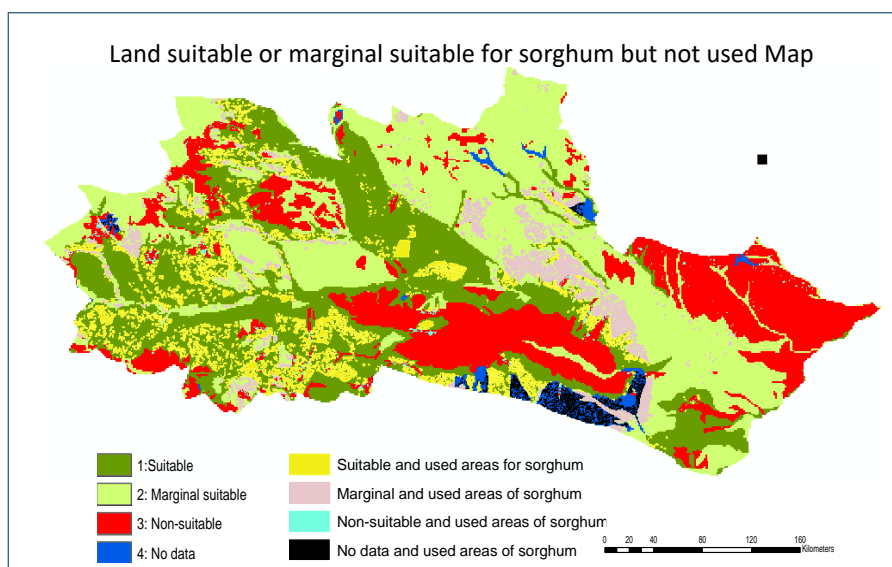 Land suitable or marginal suitable for sorghum but not used Map
1:Suitable
2: Marginal suitable
3: Non-suitable
4: No data
Suitable and used areas for sorghum
Marginal and used areas of sorghum
Non-suitable and used areas of sorghum
No data and used areas of sorghum
0 10 20 40 60 80 120 160
Kilometers